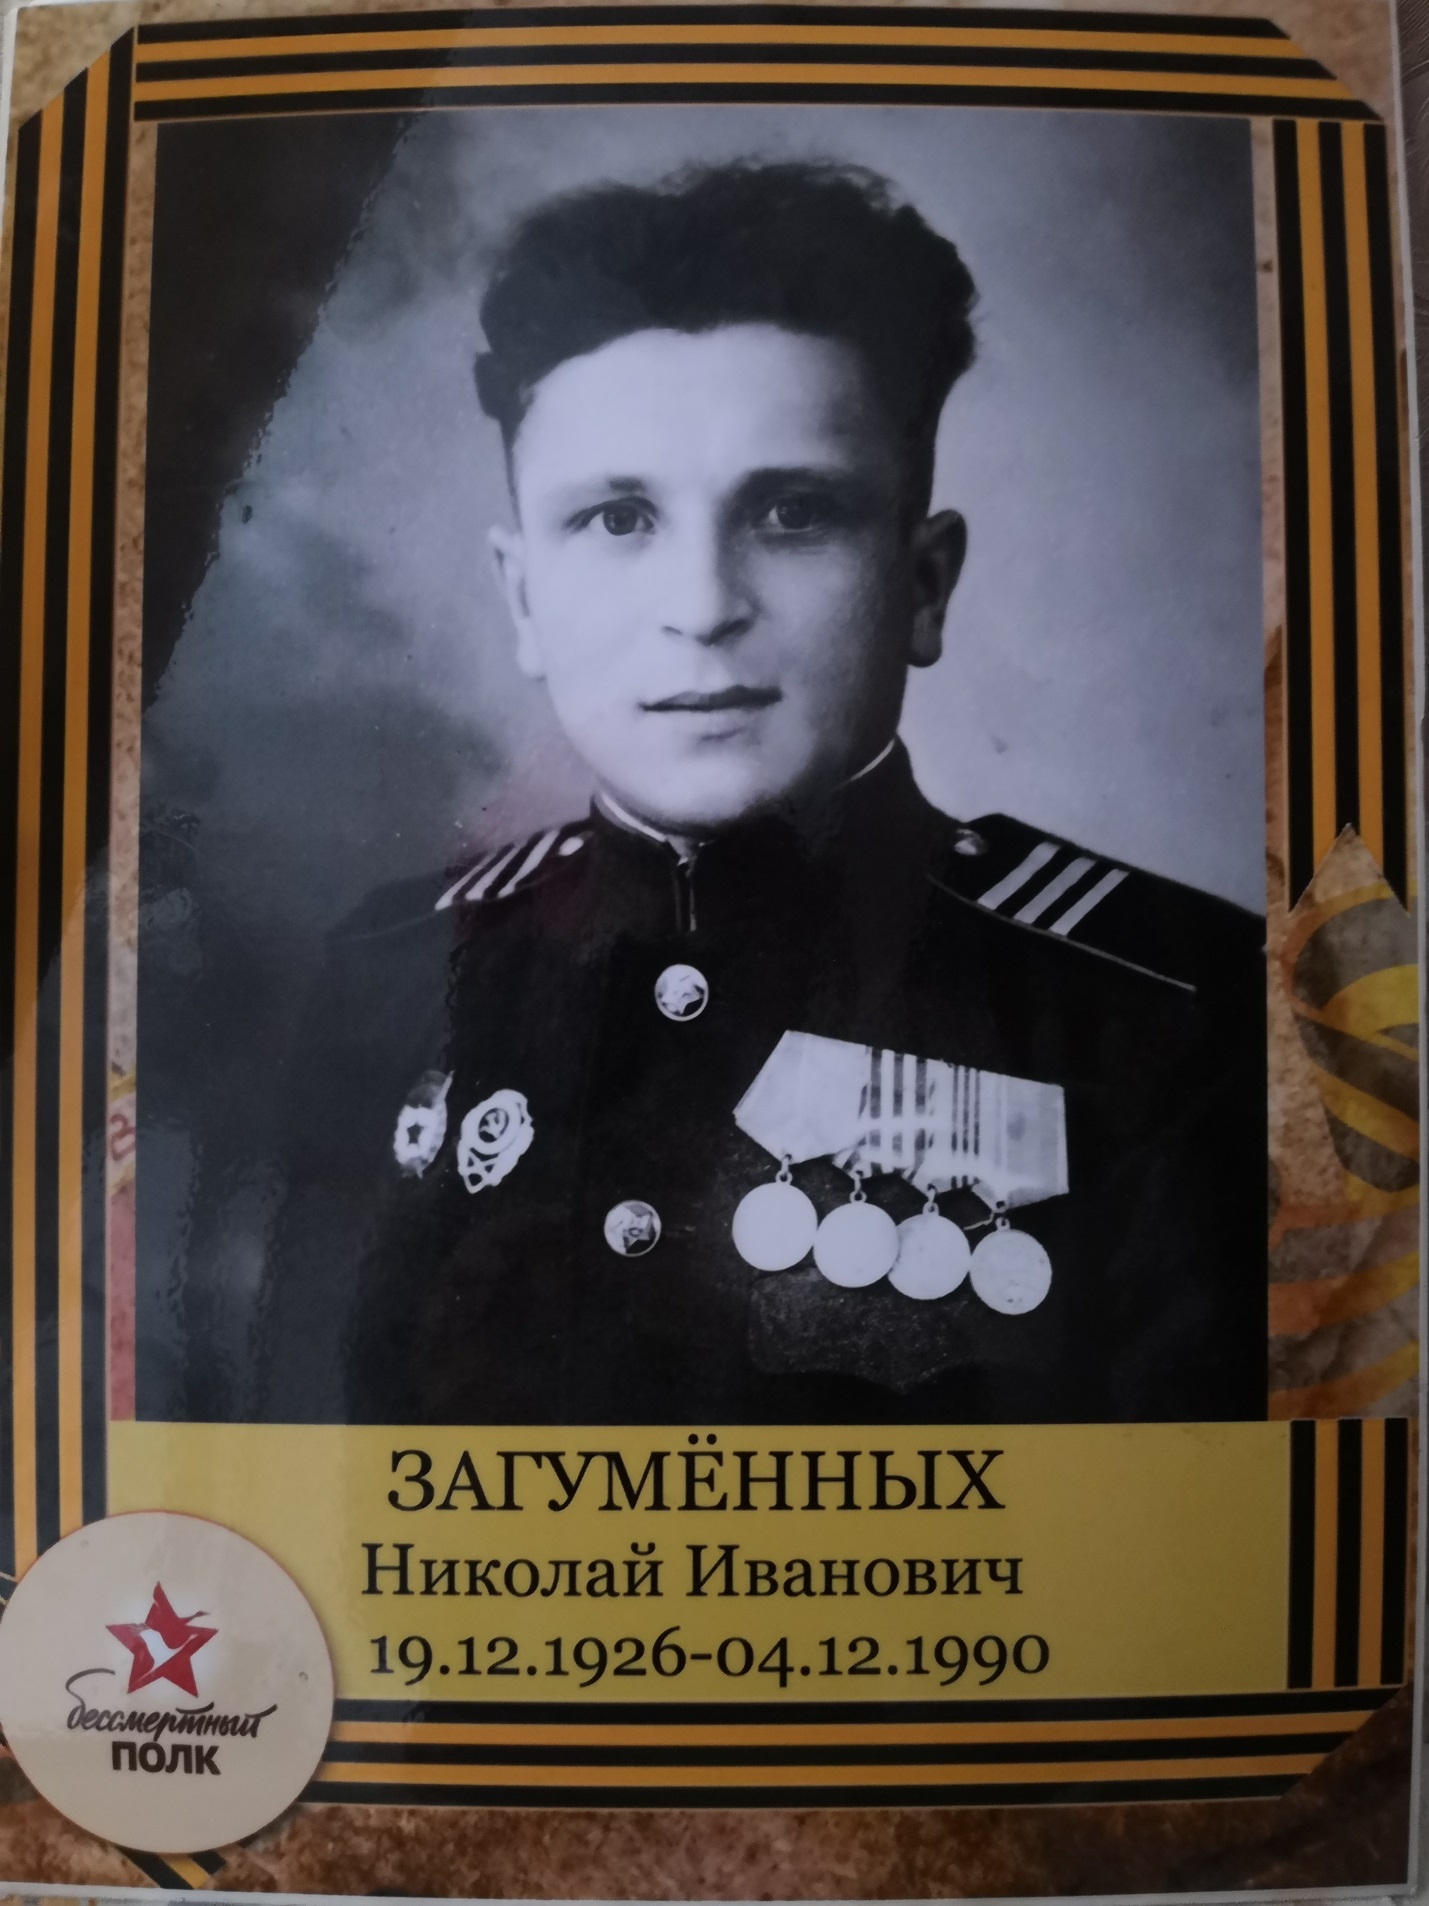 ЗАГУМЁННЫХ
Николай Иванович
19.12.1926-04.12.1990
бессмертный
ПОЛК